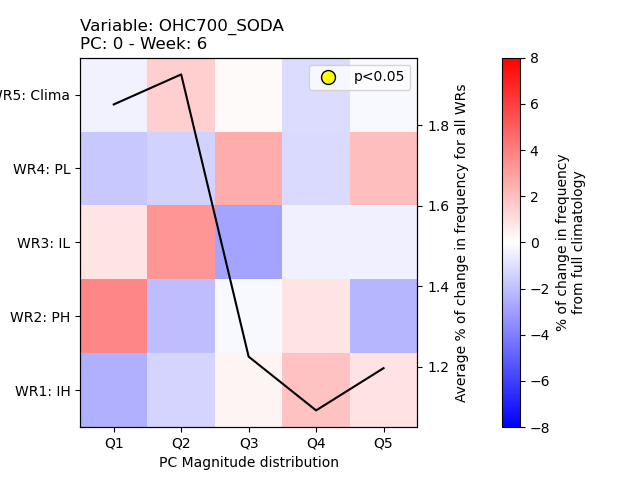 Variable: OHC700_SODA
PC: 0 - Week: 6
p<0.05
WR5: Clima
WR4: PL
WR3: IL
WR2: PH
WR1: IH
Q1 Q2 Q3 Q4 Q5
PC Magnitude distribution
1.8
1.6
1.4
1.2
Average % of change in frequency for all WRs
8
6
4
2
0
−2
−4
−6
−8
% of change in frequency
from full climatology